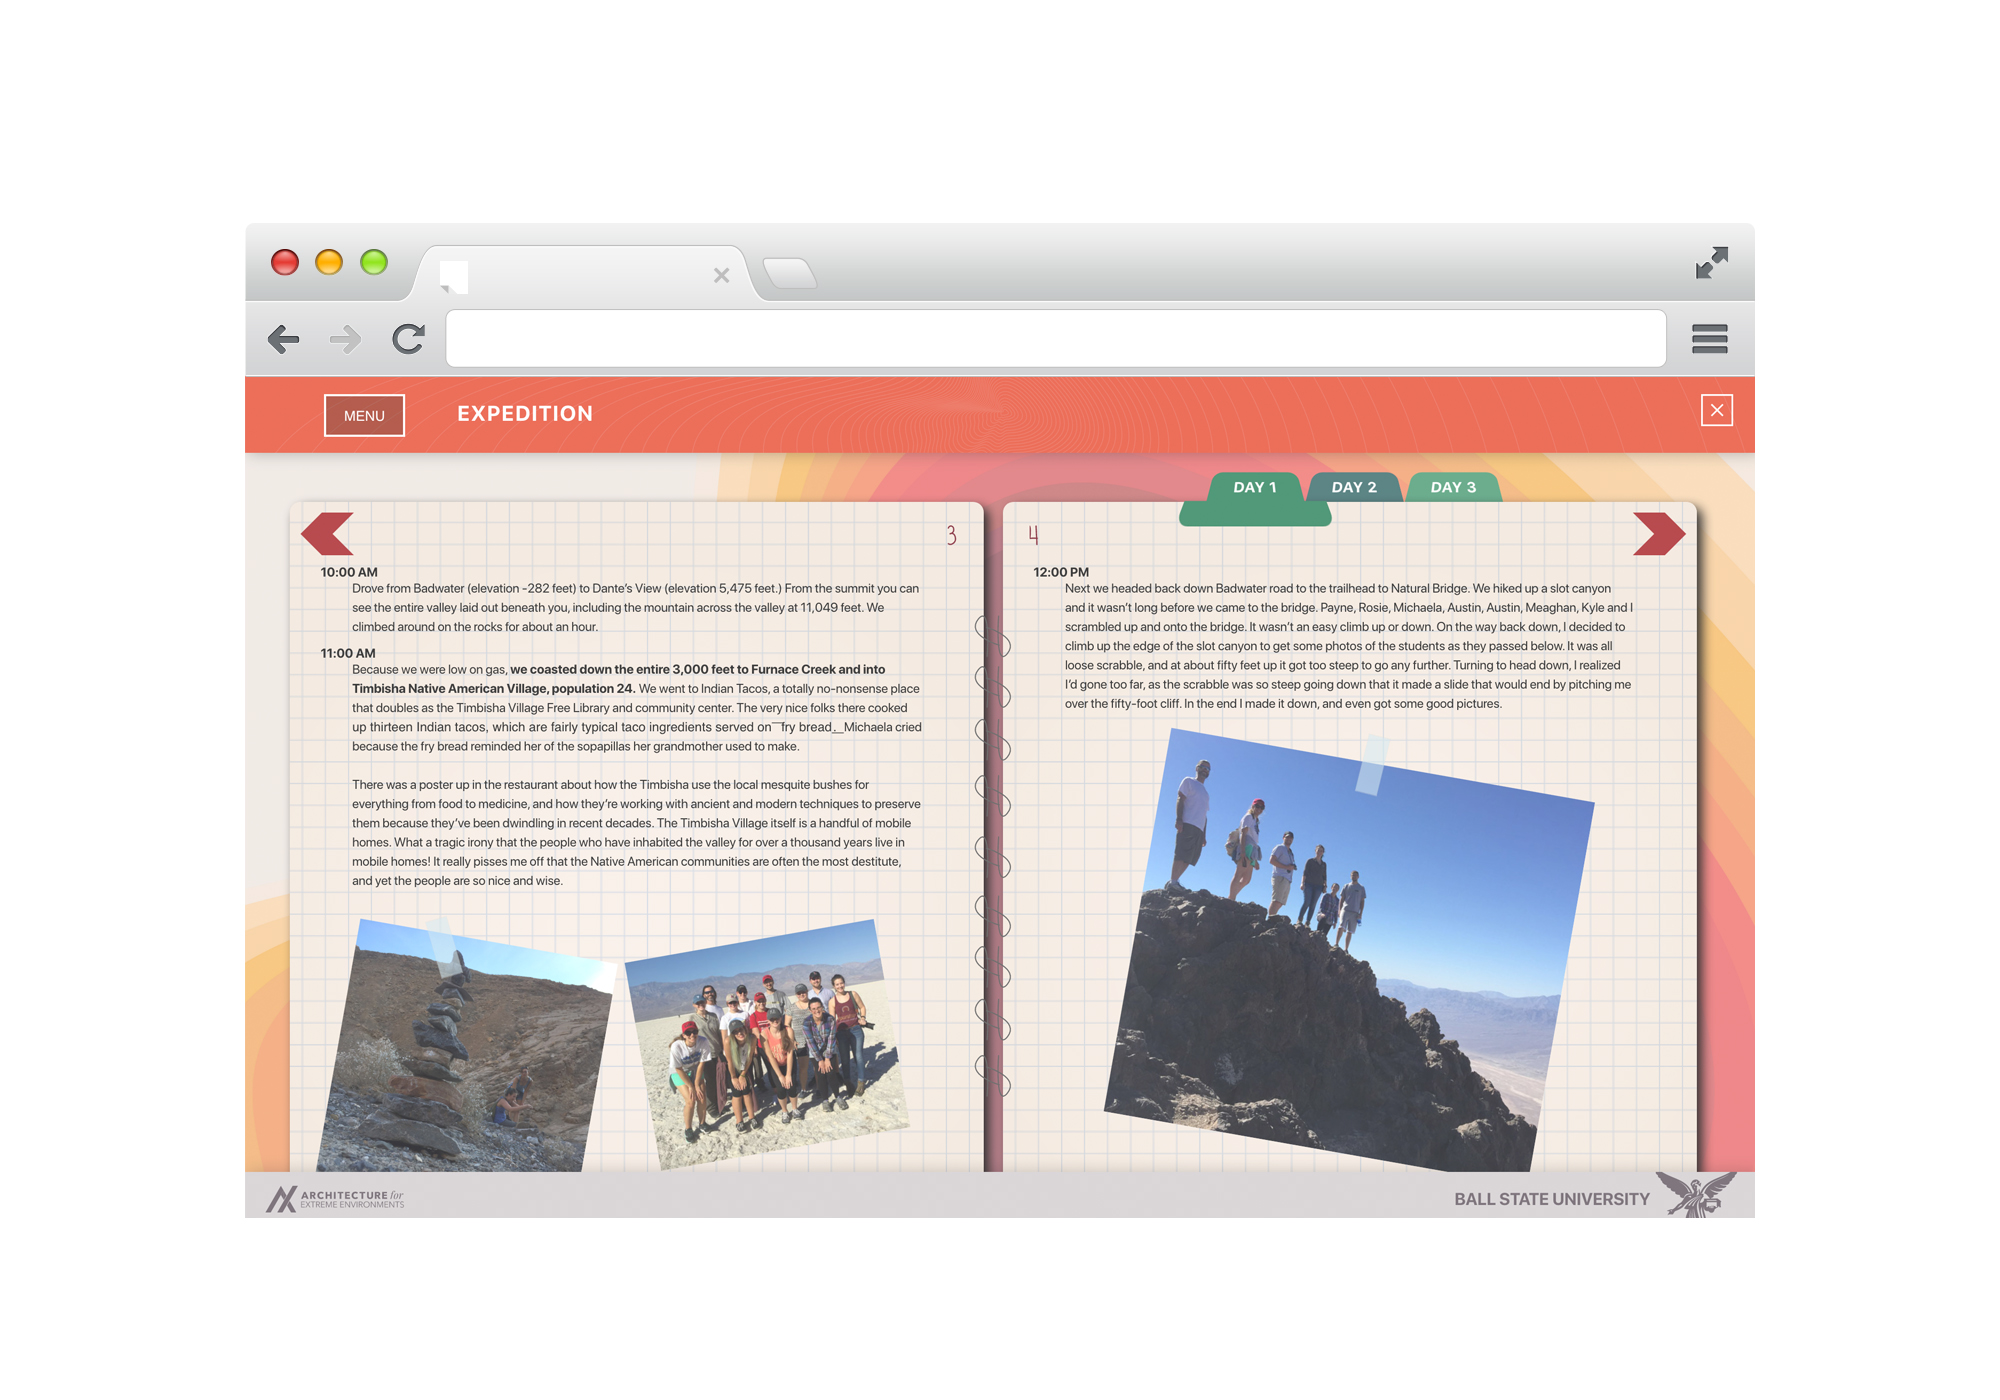 MENU
EXPEDITION
DAY 1
DAY 2
DAY 3
3
10:00 AM
Drove from Badwater (elevation -282 feet) to Dante’s View (elevation 5,475 feet.) From the summit you can
see the entire valley laid out beneath you, including the mountain across the valley at 11,049 feet. We
climbed around on the rocks for about an hour.
11:00 AM
Because we were low on gas, we coasted down the entire 3,000 feet to Furnace Creek and into
Timbisha Native American Village, population 24. We went to Indian Tacos, a totally no-nonsense place
that doubles as the Timbisha Village Free Library and community center. The very nice folks there cooked
up thirteen Indian tacos, which are fairly typical taco ingredients served on fry bread. Michaela cried
because the fry bread reminded her of the sopapillas her grandmother used to make.
There was a poster up in the restaurant about how the Timbisha use the local mesquite bushes for
everything from food to medicine, and how they’re working with ancient and modern techniques to preserve
them because they’ve been dwindling in recent decades. The Timbisha Village itself is a handful of mobile
homes. What a tragic irony that the people who have inhabited the valley for over a thousand years live in
mobile homes! It really pisses me off that the Native American communities are often the most destitute,
and yet the people are so nice and wise.
4
12:00 PM
Next we headed back down Badwater road to the trailhead to Natural Bridge. We hiked up a slot canyon
and it wasn’t long before we came to the bridge. Payne, Rosie, Michaela, Austin, Austin, Meaghan, Kyle and I
scrambled up and onto the bridge. It wasn’t an easy climb up or down. On the way back down, I decided to
climb up the edge of the slot canyon to get some photos of the students as they passed below. It was all
loose scrabble, and at about fifty feet up it got too steep to go any further. Turning to head down, I realized
I’d gone too far, as the scrabble was so steep going down that it made a slide that would end by pitching me
over the fifty-foot cliff. In the end I made it down, and even got some good pictures.
ARCHITECTURE for
EXTREME ENVIRONMENTS
BALL STATE UNIVERSITY